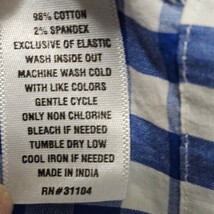 98% COTTON
2% SPANDEX
EXCLUSIVE OF ELASTIC
WASH INSIDE OUT
MACHINE WASH COLD
WITH LIKE COLORS
GENTLE CYCLE
ONLY NON CHLORINE
BLEACH IF NEEDED
TUMBLE DRY LOW
COOL IRON IF NEEDED
MADE IN INDIA
RN#31104